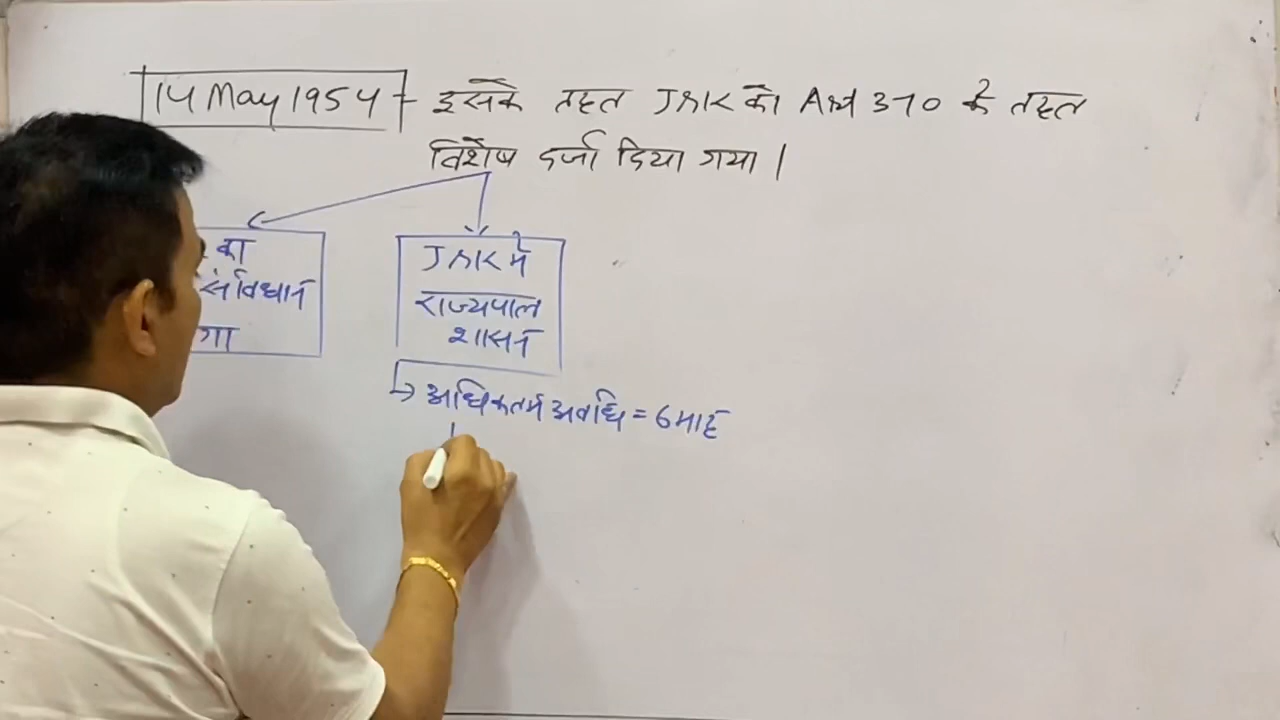 14 May 1954 - इसके तहत J&K को Art 370 के तहत
विशेष दर्जा दिया गया।
का
संविधान
गा
J&K में
राज्यपाल
शासन
→ अधिकतम अवधि = 6 माह